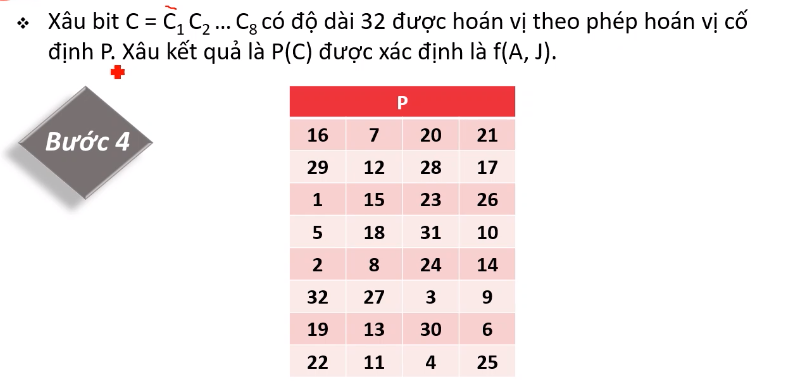 ❖ Xâu bit C = C₁ C₂ ... C₈ có độ dài 32 được hoán vị theo phép hoán vị cố
định P. Xâu kết quả là P(C) được xác định là f(A, J).
Bước 4
P
16 7 20 21
29 12 28 17
1 15 23 26
5 18 31 10
2 8 24 14
32 27 3 9
19 13 30 6
22 11 4 25